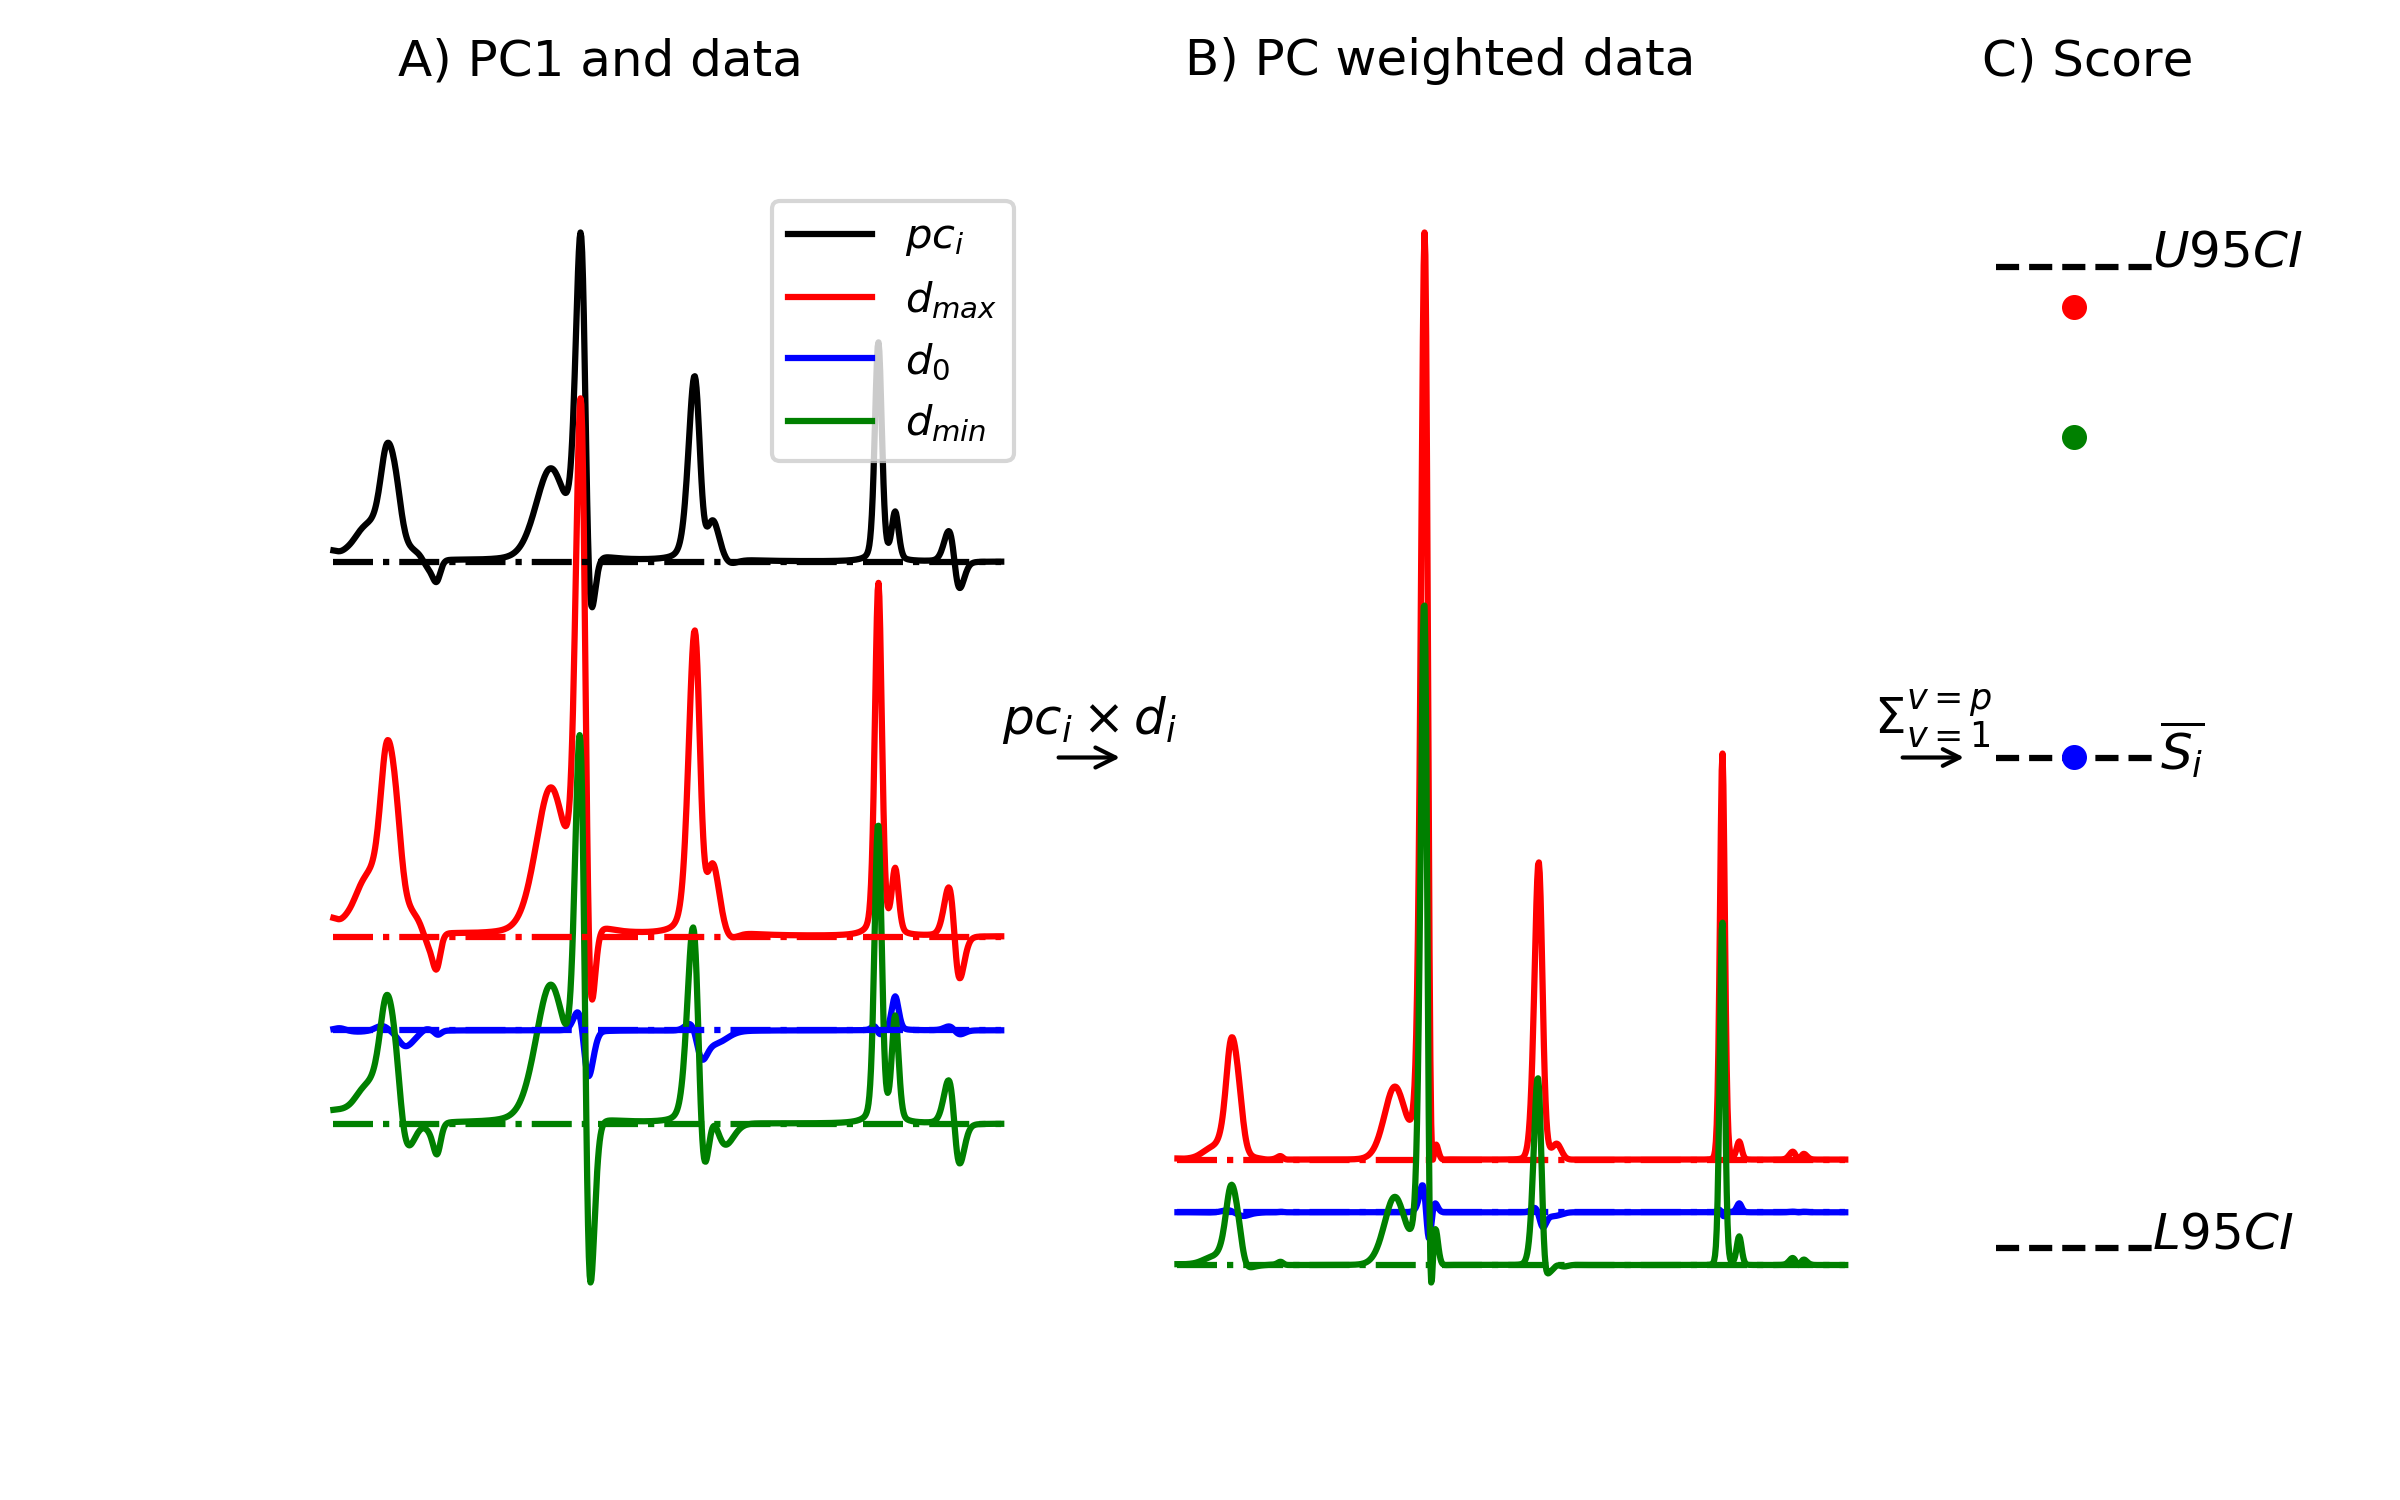 A) PC1 and data
B) PC weighted data
C) Score
pc_i
d_max
d_0
d_min
pc_i × d_i
Σ_{v=1}^{v=p}
U95CI
S̅_i
L95CI